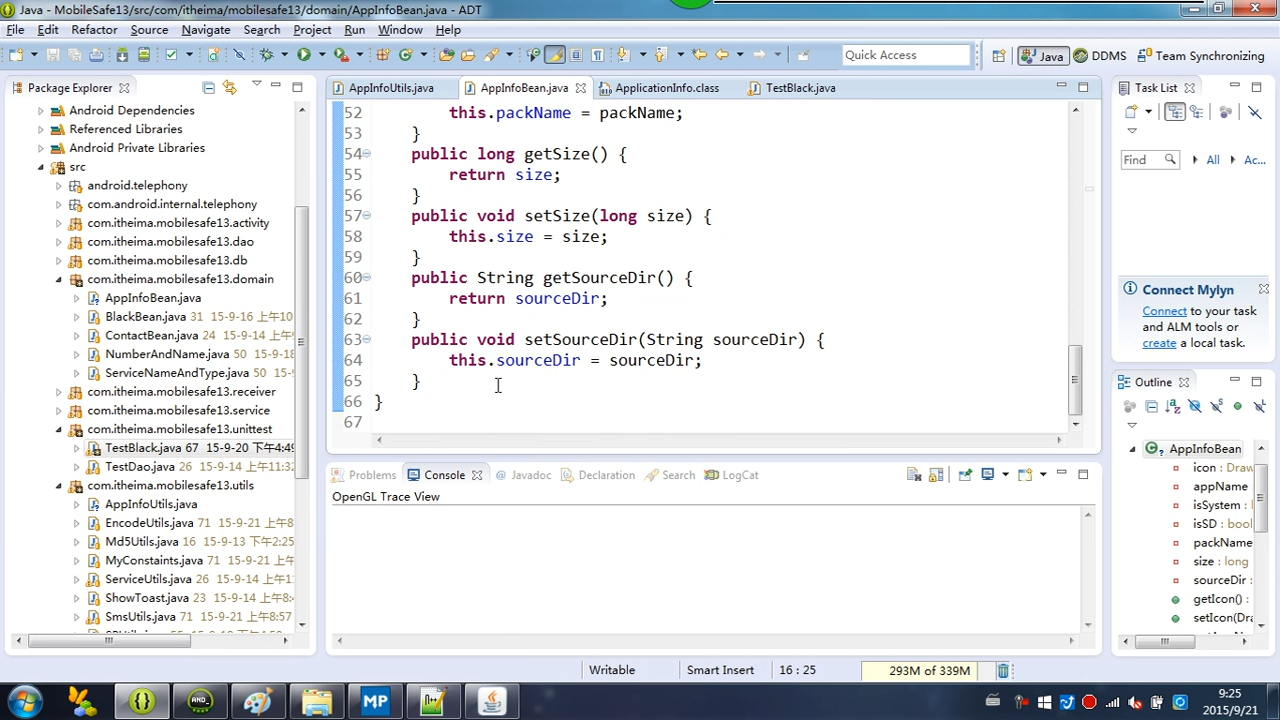 Java - MobileSafe13/src/com/itheima/mobilesafe13/domain/AppInfoBean.java - ADT
File Edit Refactor Source Navigate Search Project Run Window Help
Quick Access
Java
DDMS
Team Synchronizing
Package Explorer
Android Dependencies
Referenced Libraries
Android Private Libraries
src
android.telephony
com.android.internal.telephony
com.itheima.mobilesafe13.activity
com.itheima.mobilesafe13.dao
com.itheima.mobilesafe13.db
com.itheima.mobilesafe13.domain
AppInfoBean.java
BlackBean.java 31 15-9-16 上午10
ContactBean.java 24 15-9-14 上
NumberAndName.java 50 15-9
ServiceNameAndType.java 50
com.itheima.mobilesafe13.receiver
com.itheima.mobilesafe13.service
com.itheima.mobilesafe13.unittest
TestBlack.java 67 15-9-20 下午4:49
TestDao.java 26 15-9-14 上午11:32
com.itheima.mobilesafe13.utils
AppInfoUtils.java
EncodeUtils.java 71 15-9-21 上午8:
Md5Utils.java 16 15-9-14 下午2:25
MyConstaints.java 71 15-9-21 上
ServiceUtils.java 26 15-9-14 上午11
ShowToast.java 23 15-9-14 上午8:
SmsUtils.java 71 15-9-21 上午8:57
AppInfoUtils.java
AppInfoBean.java
ApplicationInfo.class
TestBlack.java
52 this.packName = packName;
53 }
54 public long getSize() {
55 return size;
56 }
57 public void setSize(long size) {
58 this.size = size;
59 }
60 public String getSourceDir() {
61 return sourceDir;
62 }
63 public void setSourceDir(String sourceDir) {
64 this.sourceDir = sourceDir;
65 }
66 }
67
Problems Console Javadoc Declaration Search LogCat
OpenGL Trace View
Task List
Find All Ac...
Connect Mylyn
Connect to your task
and ALM tools or
create a local task.
Outline
AppInfoBean
icon : Draw
appName
isSystem :
isSD : bool
packName
size : long
sourceDir
getIcon() :
setIcon(Dra
Writable
Smart Insert
16 : 25
293M of 339M
AND_
MP
9:25
2015/9/21